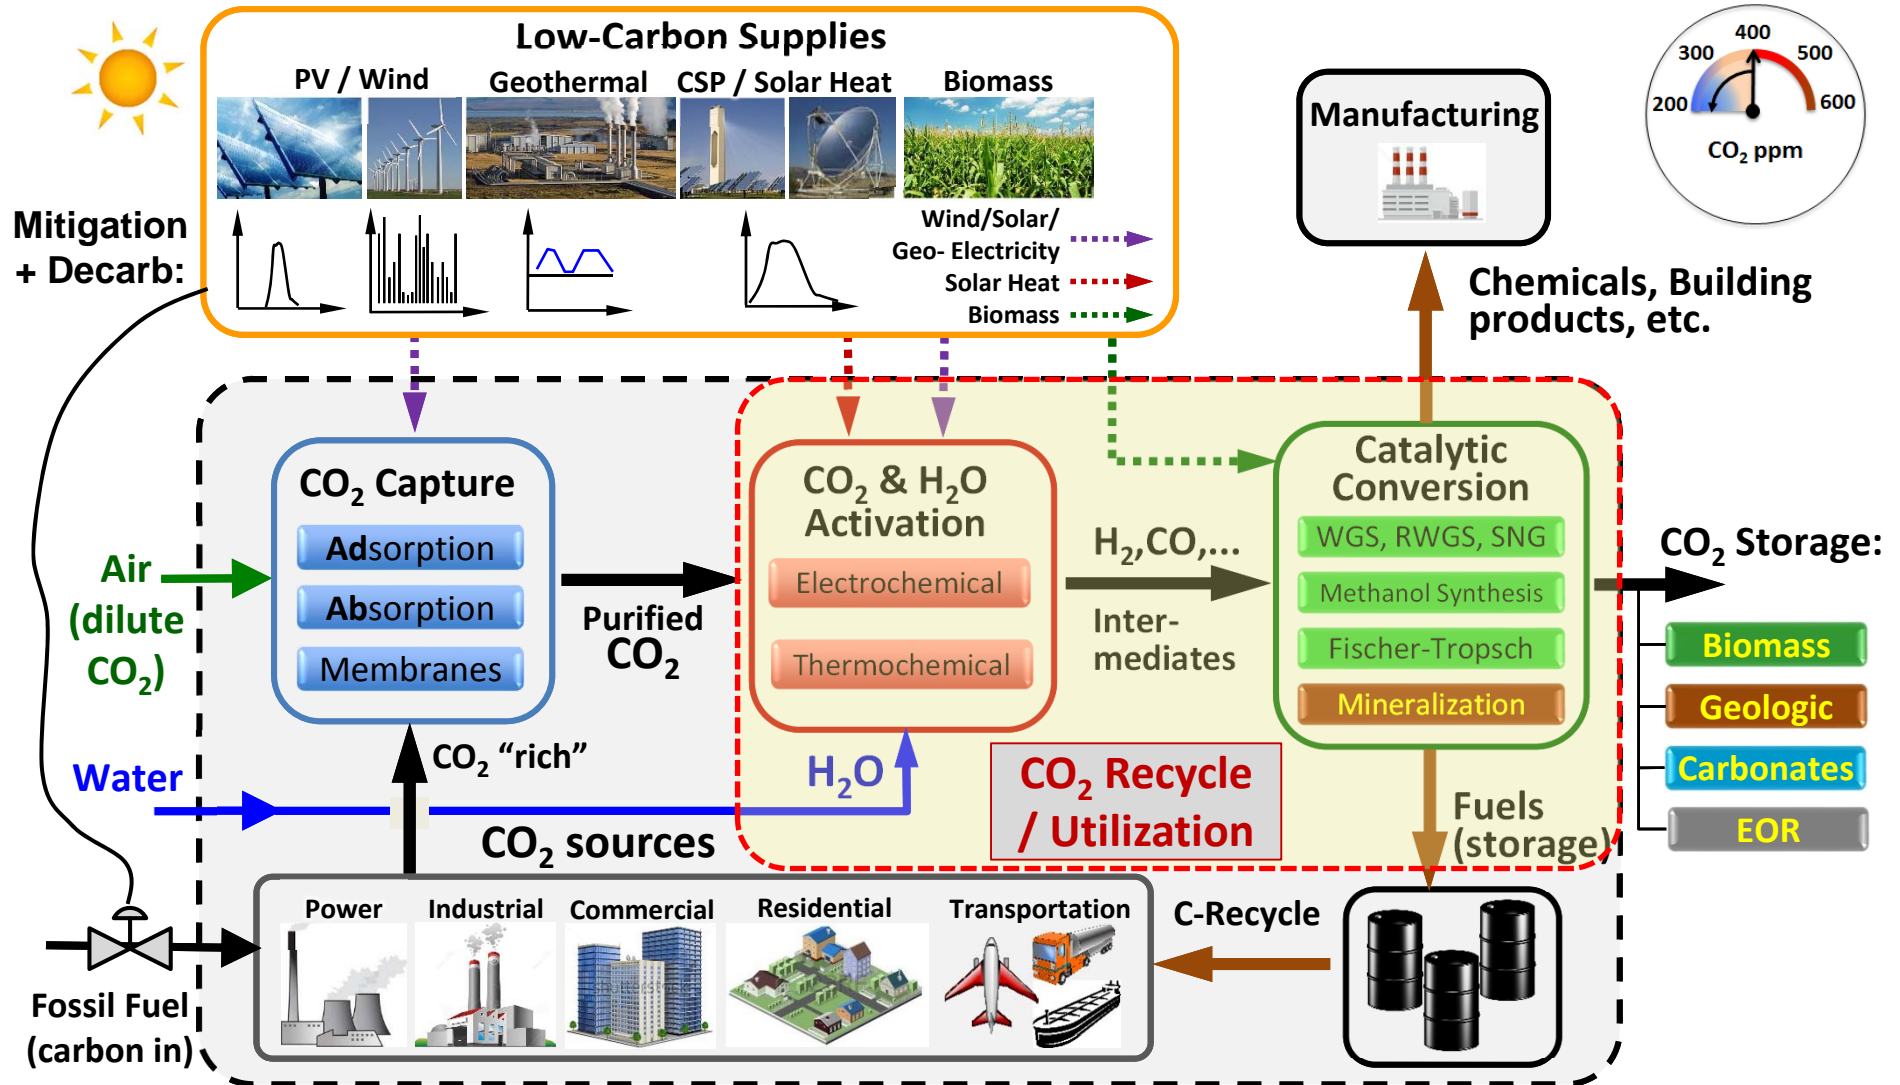 Low-Carbon Supplies
PV / Wind
Geothermal
CSP / Solar Heat
Biomass
Wind/Solar/
Geo- Electricity
Solar Heat
Biomass
Mitigation
+ Decarb:
Manufacturing
200
300
400
500
600
CO₂ ppm
Chemicals, Building
products, etc.
CO₂ Capture
Adsorption
Absorption
Membranes
Air
(dilute
CO₂)
Purified
CO₂
CO₂ & H₂O
Activation
Electrochemical
Thermochemical
H₂,CO,...
Inter-
mediates
Catalytic
Conversion
WGS, RWGS, SNG
Methanol Synthesis
Fischer-Tropsch
Mineralization
CO₂ Storage:
Biomass
Geologic
Carbonates
EOR
Water
CO₂ “rich”
H₂O
CO₂ Recycle
/ Utilization
Fuels
(storage)
CO₂ sources
Power
Industrial
Commercial
Residential
Transportation
C-Recycle
Fossil Fuel
(carbon in)